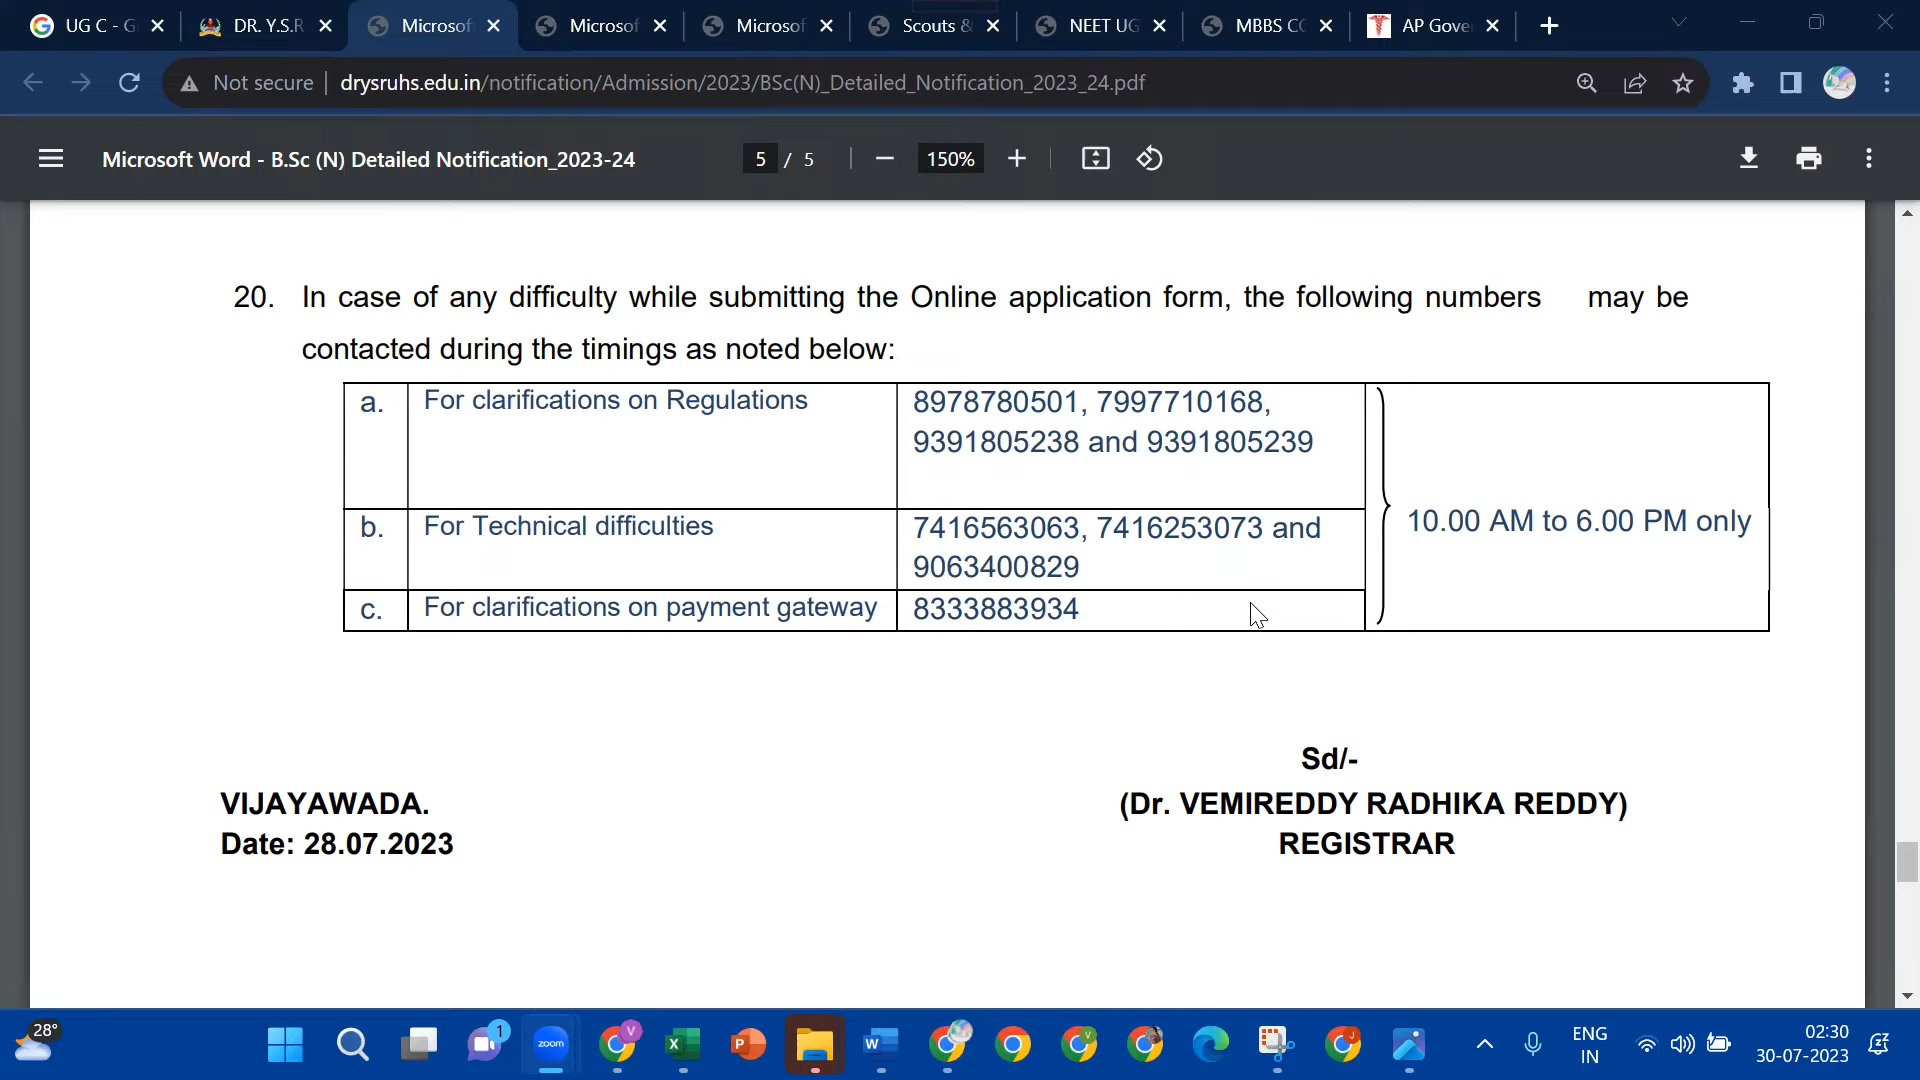 UG C - G
DR. Y.S.R
Microsof
Microsof
Microsof
Scouts &
NEET UG
MBBS CO
AP Gove
Not secure
drysruhs.edu.in/notification/Admission/2023/BSc(N)_Detailed_Notification_2023_24.pdf
Microsoft Word - B.Sc (N) Detailed Notification_2023-24
5 / 5
150%
20. In case of any difficulty while submitting the Online application form, the following numbers may be
contacted during the timings as noted below:
a. For clarifications on Regulations 8978780501, 7997710168,
9391805238 and 9391805239
10.00 AM to 6.00 PM only
b. For Technical difficulties 7416563063, 7416253073 and
9063400829
c. For clarifications on payment gateway 8333883934
Sd/-
VIJAYAWADA. (Dr. VEMIREDDY RADHIKA REDDY)
Date: 28.07.2023 REGISTRAR
28°
1
zoom
V
X
P
W
V
J
ENG
IN
02:30
30-07-2023